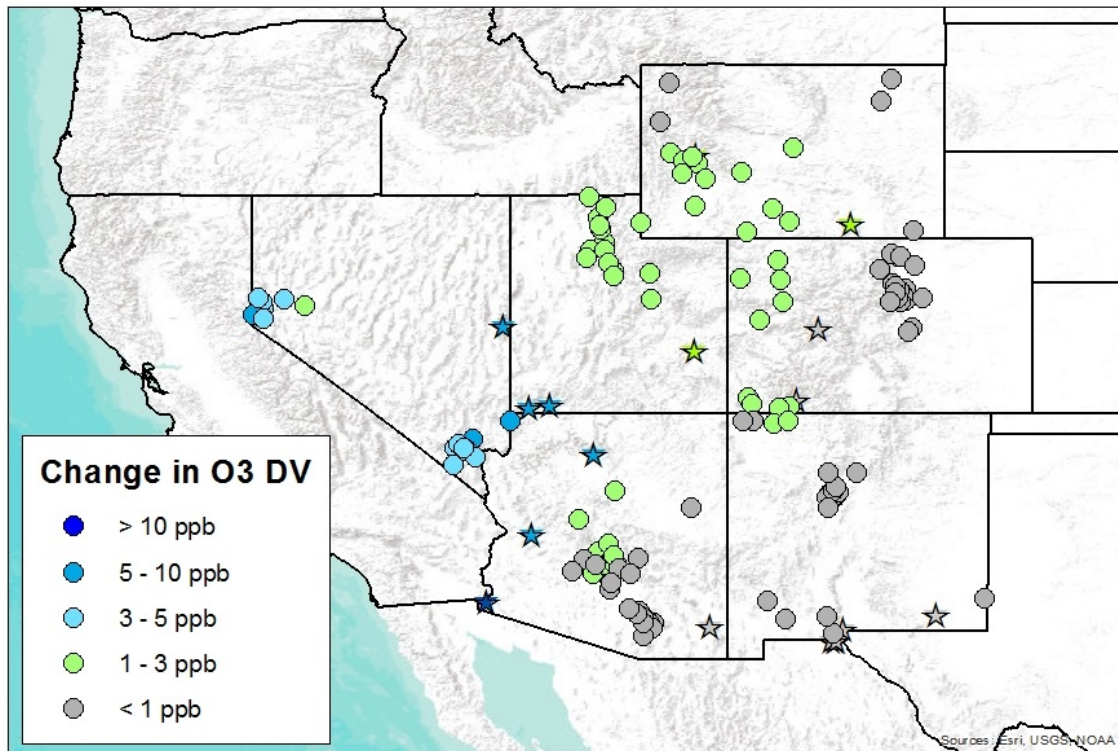 Change in O3 DV
> 10 ppb
5 - 10 ppb
3 - 5 ppb
1 - 3 ppb
< 1 ppb
Sources: Esri, USGS, NOAA